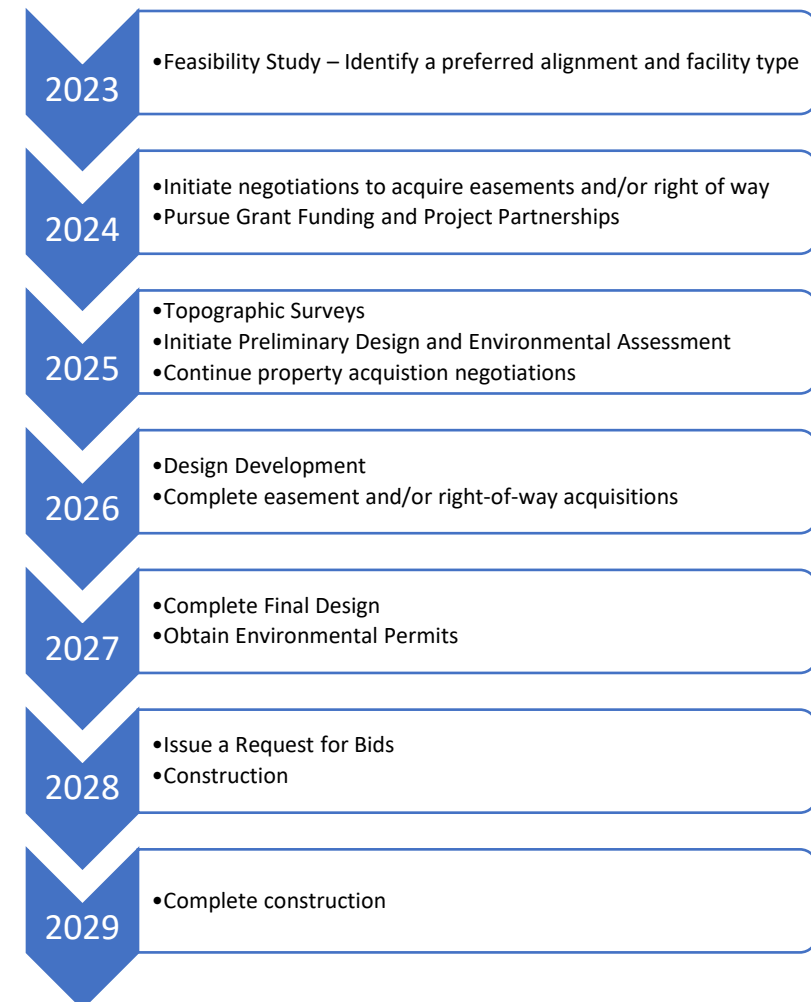 2023
•Feasibility Study – Identify a preferred alignment and facility type
2024
•Initiate negotiations to acquire easements and/or right of way
•Pursue Grant Funding and Project Partnerships
2025
•Topographic Surveys
•Initiate Preliminary Design and Environmental Assessment
•Continue property acquistion negotiations
2026
•Design Development
•Complete easement and/or right-of-way acquisitions
2027
•Complete Final Design
•Obtain Environmental Permits
2028
•Issue a Request for Bids
•Construction
2029
•Complete construction